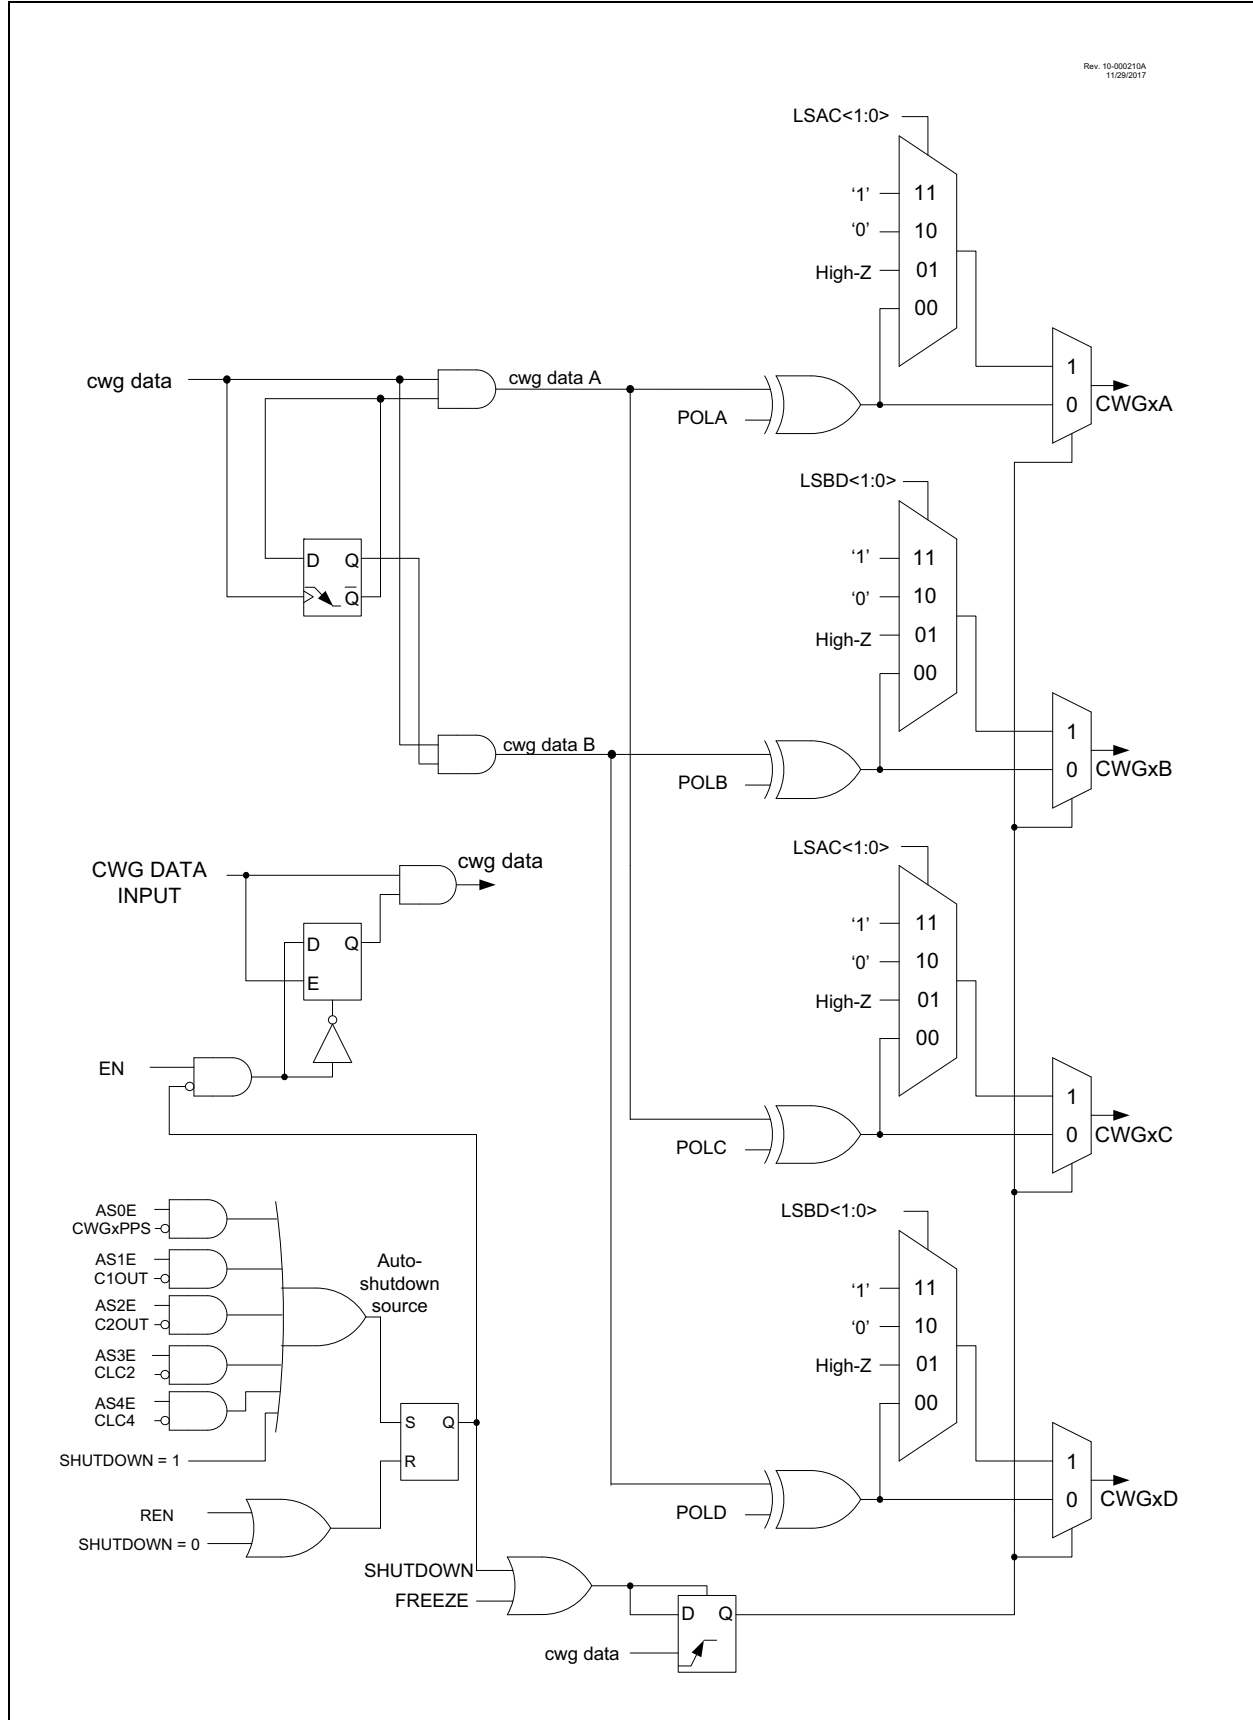 Rev. 10-000210A
11/29/2017
LSAC<1:0>
'1' 11
'0' 10
High-Z 01
00
cwg data
cwg data A
POLA
1
0
CWGxA
LSBD<1:0>
D Q
Q
'1' 11
'0' 10
High-Z 01
00
cwg data B
POLB
1
0
CWGxB
CWG DATA
INPUT
cwg data
D Q
E
EN
LSAC<1:0>
'1' 11
'0' 10
High-Z 01
00
POLC
1
0
CWGxC
AS0E
CWGxPPS
AS1E
C1OUT
AS2E
C2OUT
AS3E
CLC2
AS4E
CLC4
SHUTDOWN = 1
Auto-
shutdown
source
S Q
R
REN
SHUTDOWN = 0
LSBD<1:0>
'1' 11
'0' 10
High-Z 01
00
POLD
1
0
CWGxD
SHUTDOWN
FREEZE
D Q
cwg data